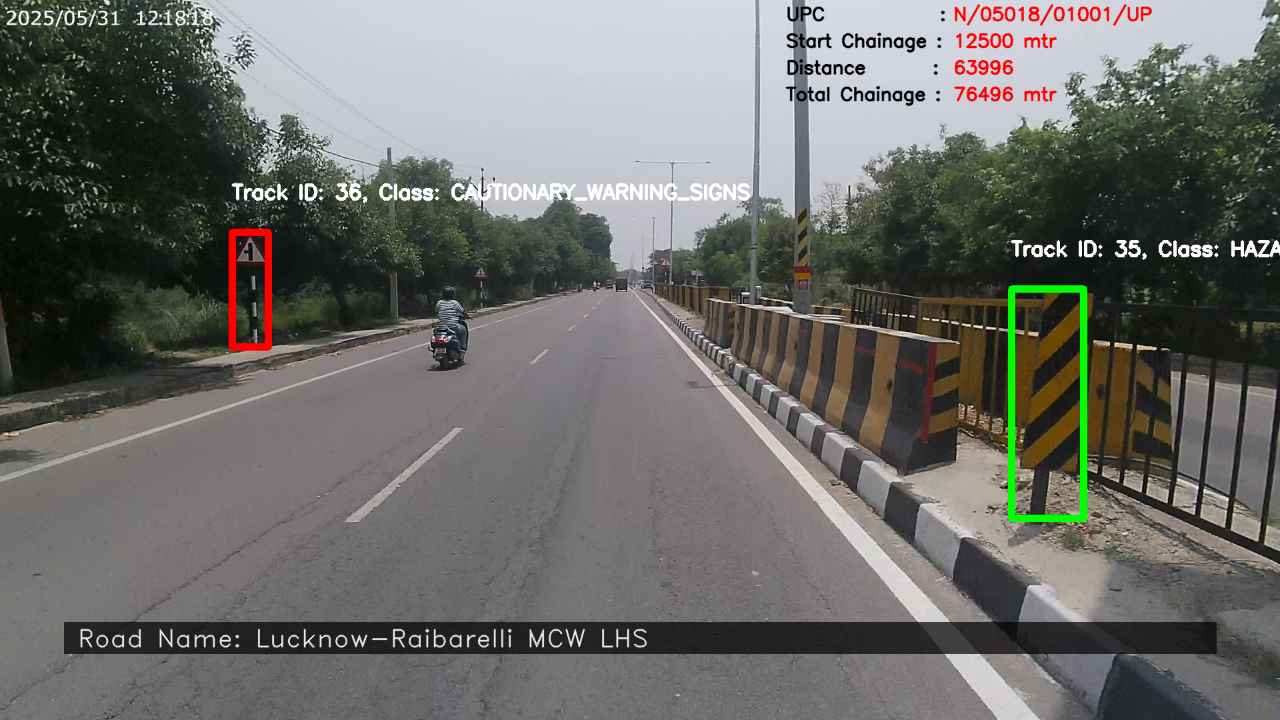 2025/05/31 12:18:18
UPC : N/05018/01001/UP
Start Chainage : 12500 mtr
Distance : 63996
Total Chainage : 76496 mtr
Track ID: 36, Class: CAUTIONARY_WARNING_SIGNS
Track ID: 35, Class: HAZA
Road Name: Lucknow-Raibarelli MCW LHS